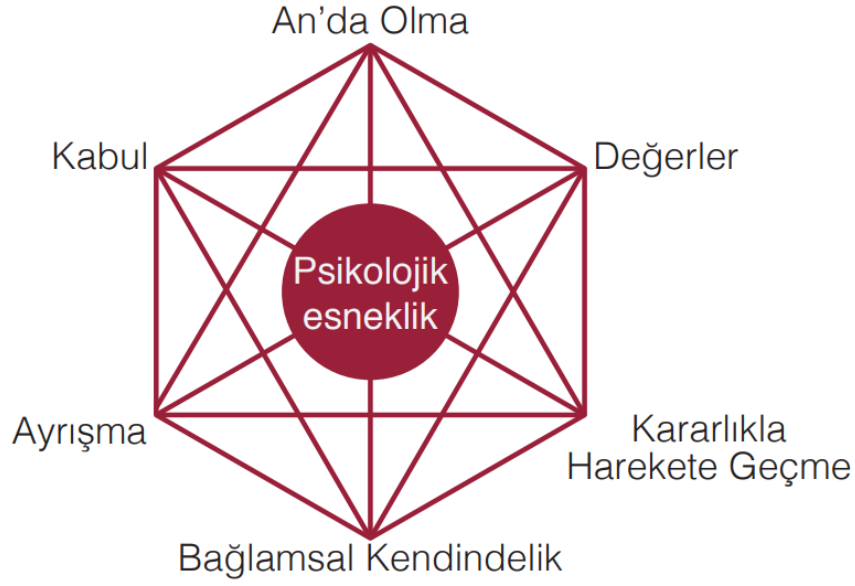 An’da Olma
Kabul
Değerler
Psikolojik
esneklik
Ayrışma
Kararlıkla
Harekete Geçme
Bağlamsal Kendindelik